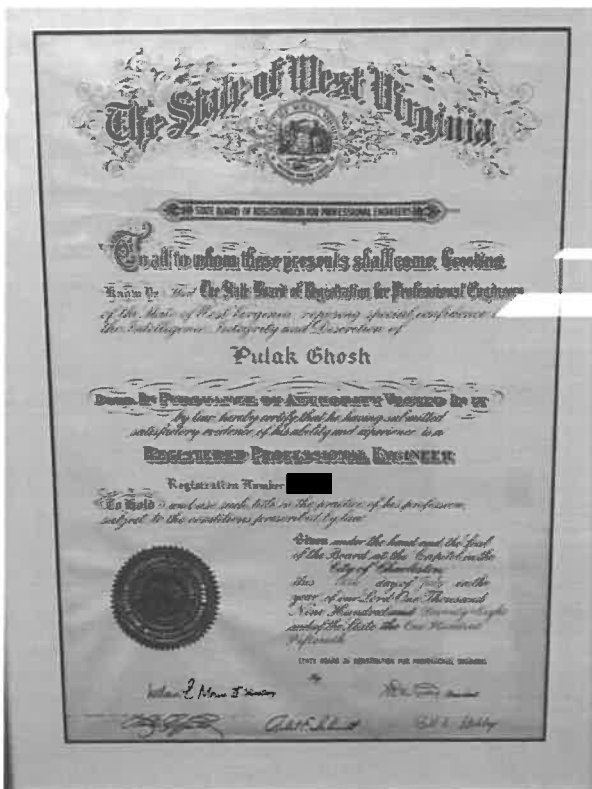 The State of West Virginia
STATE OF WEST VIRGINIA
STATE BOARD OF REGISTRATION FOR PROFESSIONAL ENGINEERS
To all to whom these presents shall come, Greeting
Know Ye That The State Board of Registration for Professional Engineers
of the State of West Virginia reposing special confidence in
the Intelligence Integrity and Discretion of
Pulak Ghosh
Does In Pursuance of Authority Vested In it
by law hereby certify that he having submitted
satisfactory evidence of his ability and experience is a
REGISTERED PROFESSIONAL ENGINEER
Registration Number
To Hold and use such title in the practice of his profession,
subject to the conditions prescribed by law
Given under the hand and the Seal
of the Board at the Capitol in the
City of Charleston
this day of July in the
year of our Lord One Thousand
Nine Hundred and
and of the State the One Hundred
Fiftieth
STATE BOARD OF REGISTRATION FOR PROFESSIONAL ENGINEERS
By